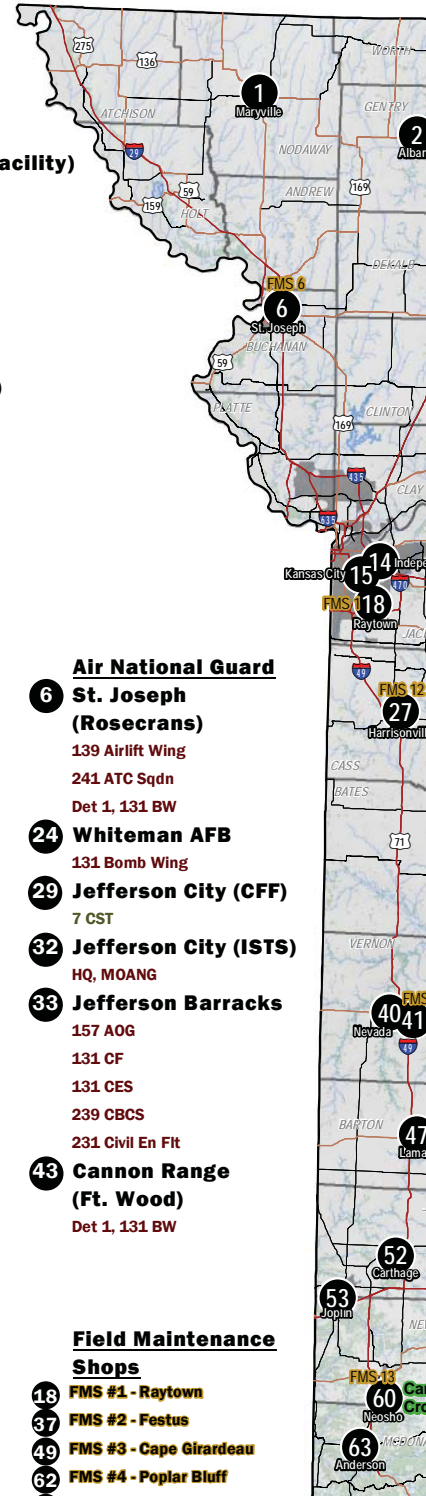 275
136
WORTH
1
Maryville
ATCHISON
GENTRY
2
29
NODAWAY
acility)
59
ANDREW
169
159
HOLT
DEKALB
FMS 6
6
St. Joseph
BUCHANAN
59
)
PLATTE
169
CLINTON
435
CLAY
635
14
Kansas City
15
470
18
Raytown
49
Air National Guard
6 St. Joseph
(Rosecrans)
139 Airlift Wing
241 ATC Sqdn
Det 1, 131 BW
24 Whiteman AFB
131 Bomb Wing
29 Jefferson City (CFF)
7 CST
32 Jefferson City (ISTS)
HQ, MOANG
33 Jefferson Barracks
157 AOG
131 CF
131 CES
239 CBCS
231 Civil En Flt
43 Cannon Range
(Ft. Wood)
Det 1, 131 BW
Field Maintenance
Shops
18 FMS #1 - Raytown
37 FMS #2 - Festus
49 FMS #3 - Cape Girardeau
62 FMS #4 - Poplar Bluff
FMS 12
27
CASS
BATES
71
VERNON
FMS
40
41
Nevada
49
BARTON
47
52
Carthage
53
Joplin
FMS 13
60
Neosho
63
Anderson